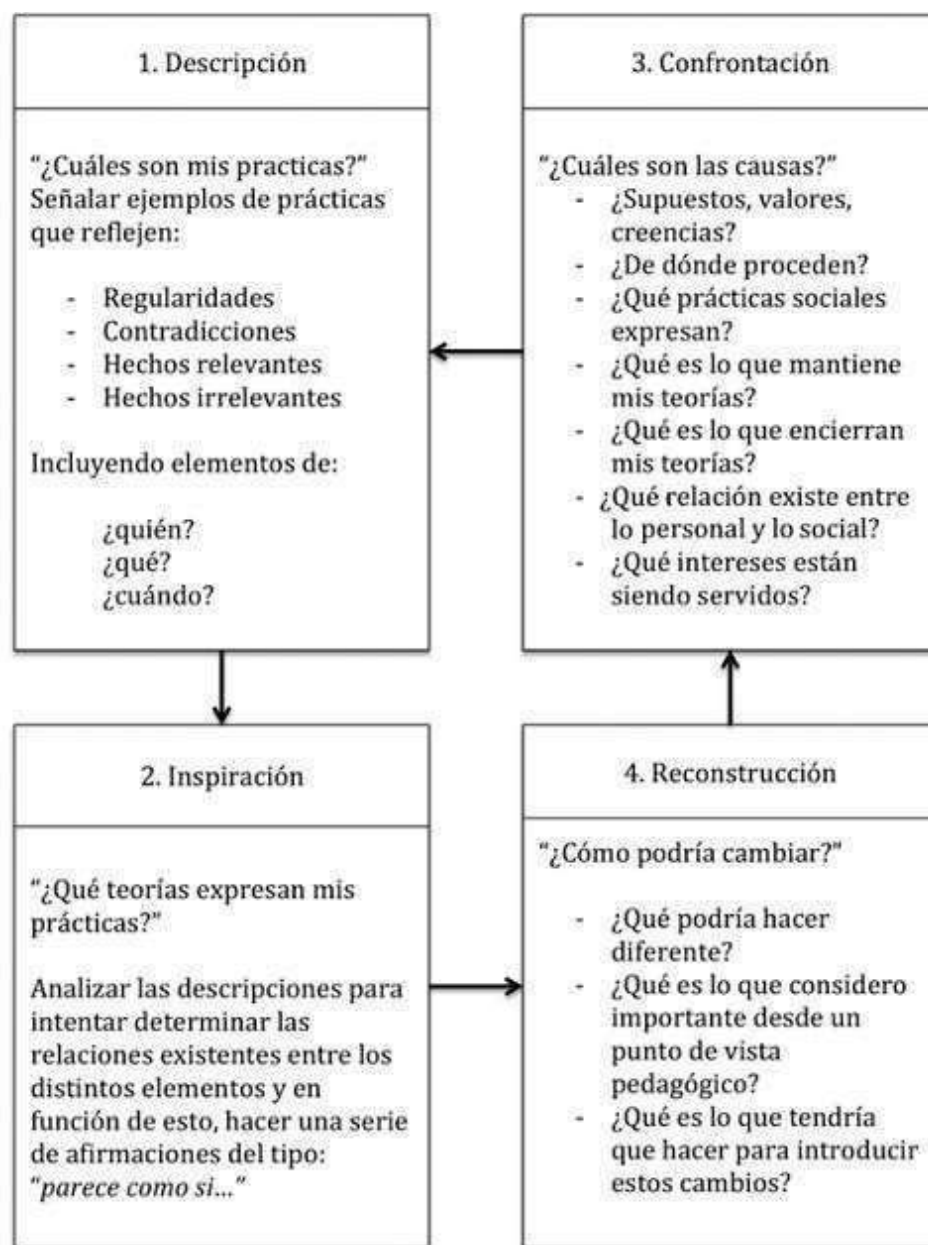 1. Descripción
“¿Cuáles son mis practicas?”
Señalar ejemplos de prácticas
que reflejen:
- Regularidades
- Contradicciones
- Hechos relevantes
- Hechos irrelevantes
Incluyendo elementos de:
¿quién?
¿qué?
¿cuándo?
2. Inspiración
“¿Qué teorías expresan mis
prácticas?”
Analizar las descripciones para
intentar determinar las
relaciones existentes entre los
distintos elementos y en
función de esto, hacer una serie
de afirmaciones del tipo:
“parece como si…”
3. Confrontación
“¿Cuáles son las causas?”
- ¿Supuestos, valores,
creencias?
- ¿De dónde proceden?
- ¿Qué prácticas sociales
expresan?
- ¿Qué es lo que mantiene
mis teorías?
- ¿Qué es lo que encierran
mis teorías?
- ¿Qué relación existe entre
lo personal y lo social?
- ¿Qué intereses están
siendo servidos?
4. Reconstrucción
“¿Cómo podría cambiar?”
- ¿Qué podría hacer
diferente?
- ¿Qué es lo que considero
importante desde un
punto de vista
pedagógico?
- ¿Qué es lo que tendría
que hacer para introducir
estos cambios?